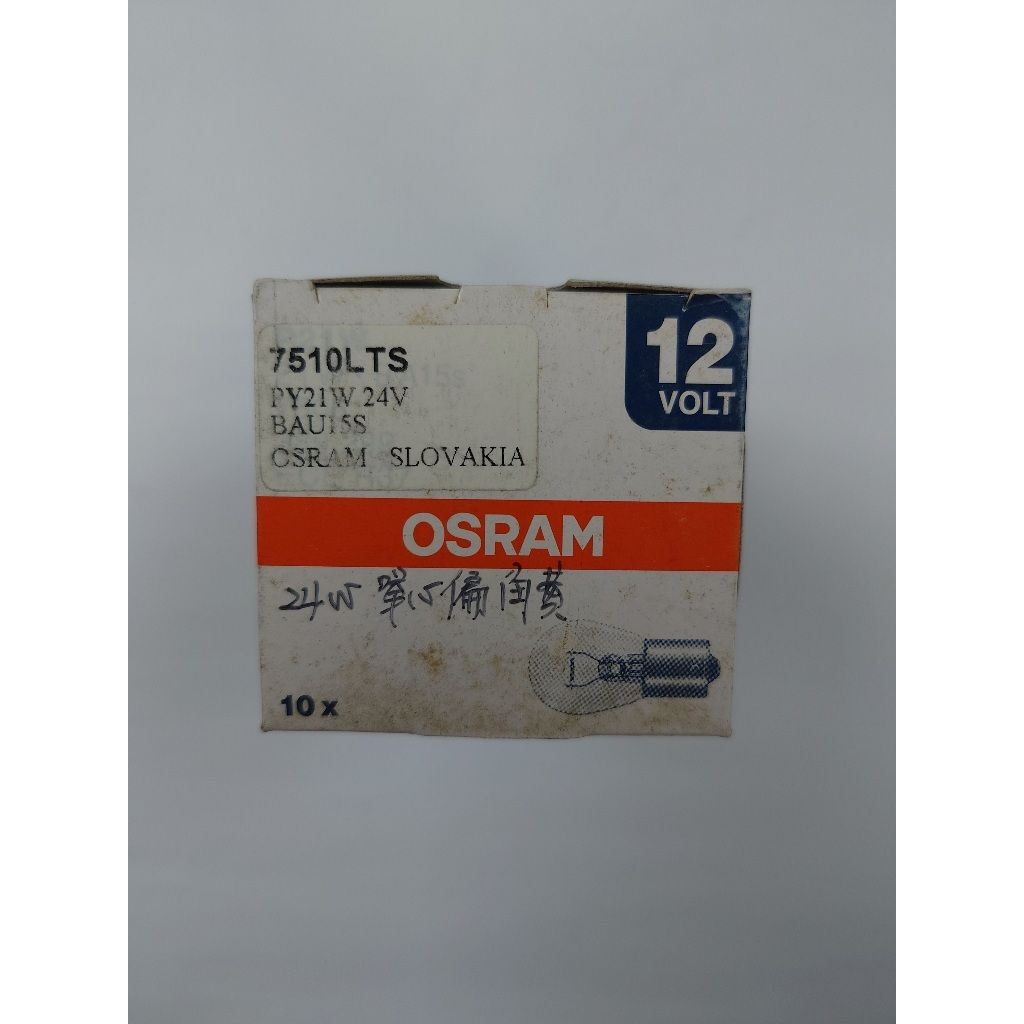 7510LTS
PY21W 24V
BAU15S
OSRAM SLOVAKIA
12
VOLT
OSRAM
24W 單心偏角黃
10 x